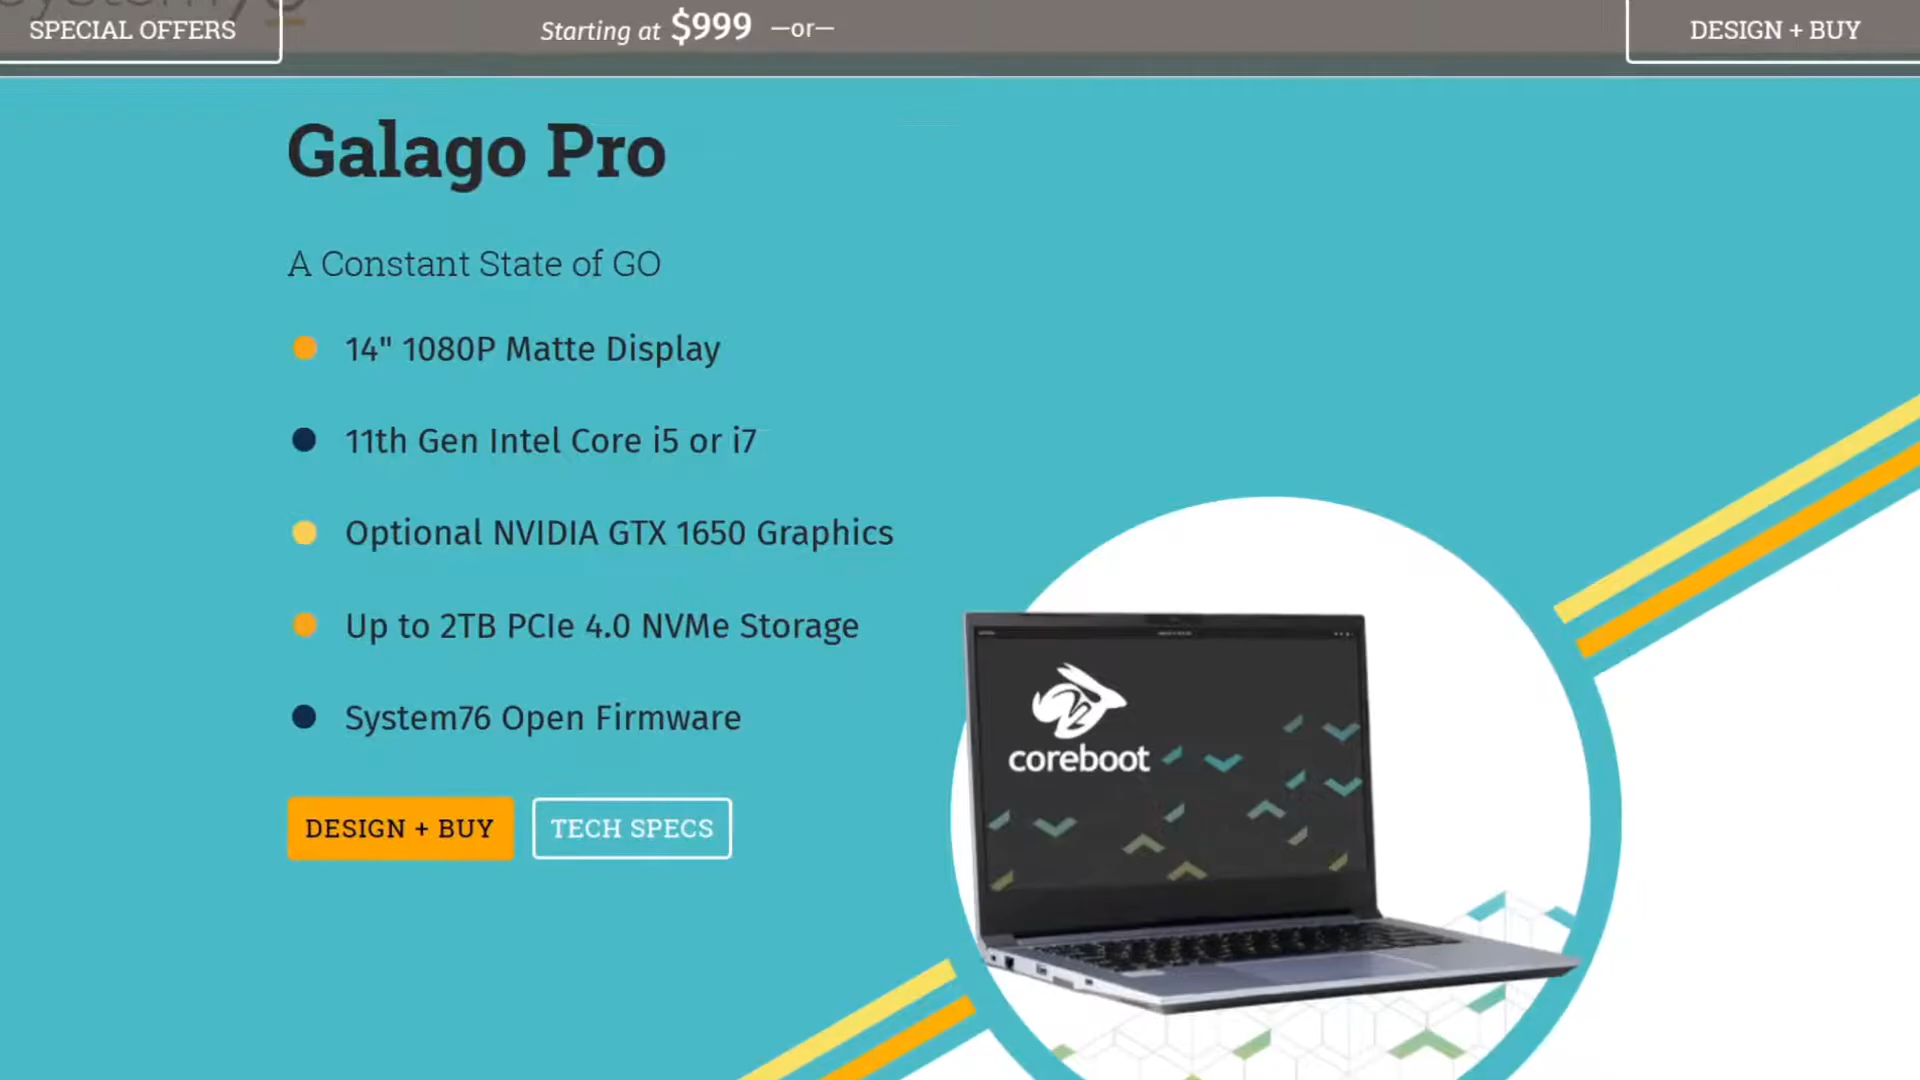 SPECIAL OFFERS
Starting at $999 —or—
DESIGN + BUY
Galago Pro
A Constant State of GO
14" 1080P Matte Display
11th Gen Intel Core i5 or i7
Optional NVIDIA GTX 1650 Graphics
Up to 2TB PCIe 4.0 NVMe Storage
System76 Open Firmware
DESIGN + BUY
TECH SPECS
coreboot